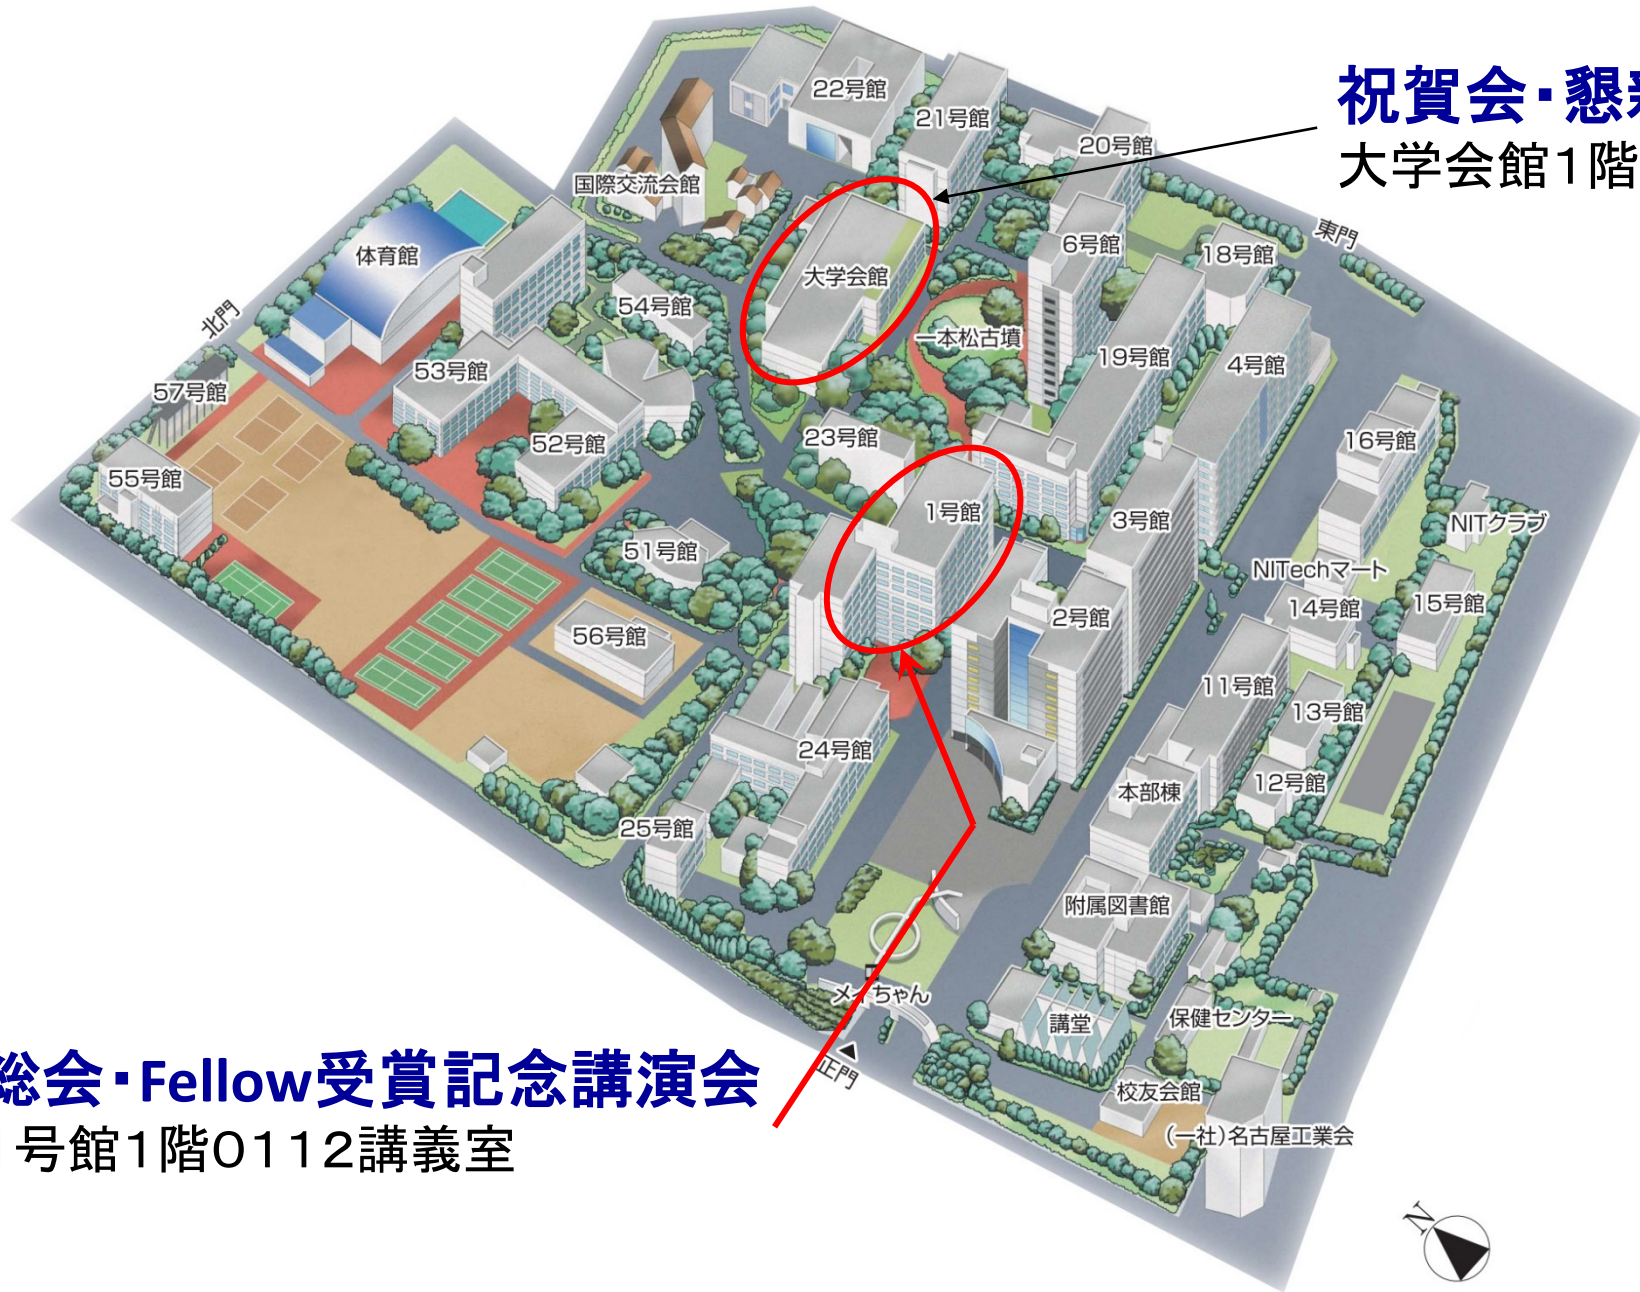 祝賀会・懇
大学会館１階
22号館
21号館
20号館
国際交流会館
東門
体育館
6号館
18号館
大学会館
54号館
北門
一本松古墳
19号館
4号館
53号館
57号館
23号館
52号館
16号館
55号館
1号館
3号館
NITクラブ
51号館
NITechマート
14号館
15号館
2号館
56号館
11号館
13号館
24号館
12号館
本部棟
25号館
附属図書館
メイちゃん
講堂
保健センター
正門
総会・Fellow受賞記念講演会
号館１階０１１２講義室
校友会館
(一社)名古屋工業会
N